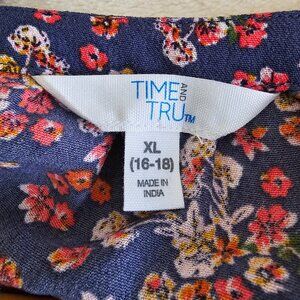 TIME AND
TRU™
XL
(16-18)
MADE IN
INDIA